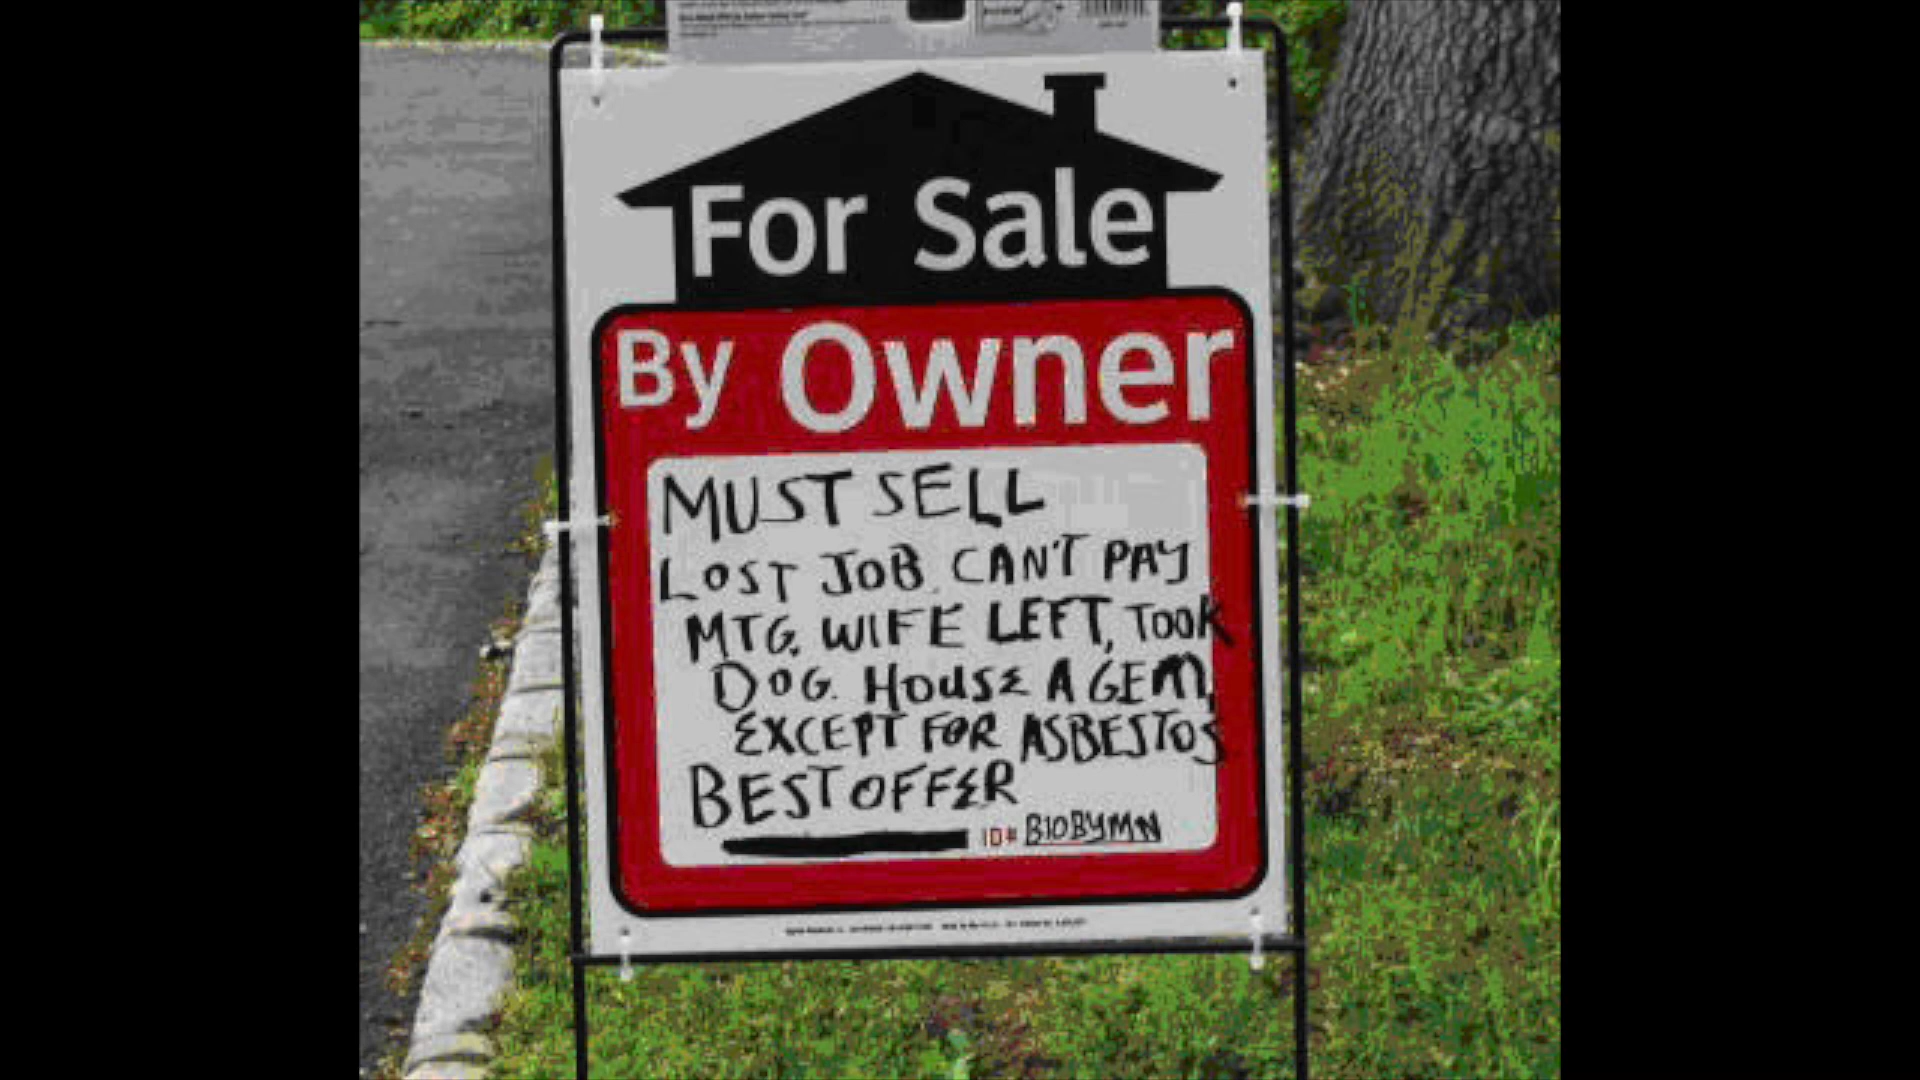 For Sale
By Owner
MUST SELL
LOST JOB. CAN'T PAY
MTG. WIFE LEFT, TOOK
DOG. HOUSE A GEM,
EXCEPT FOR ASBESTOS
BEST OFFER
ID# B10BYMN